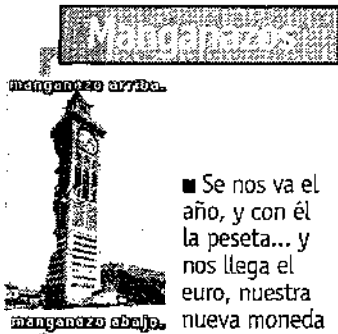 Manganazos
manganazo arriba.
■ Se nos va el
año, y con él
la peseta... y
nos llega el
euro, nuestra
nueva moneda
manganazo abajo.